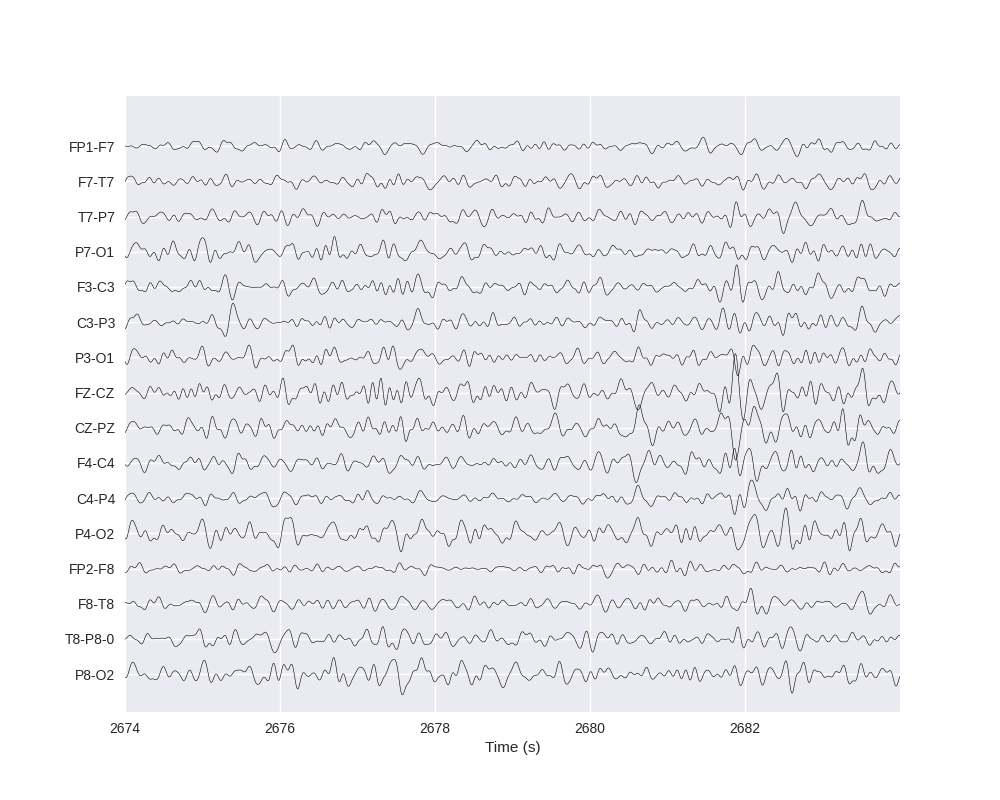 FP1-F7
F7-T7
T7-P7
P7-O1
F3-C3
C3-P3
P3-O1
FZ-CZ
CZ-PZ
F4-C4
C4-P4
P4-O2
FP2-F8
F8-T8
T8-P8-0
P8-O2
2674 2676 2678 2680 2682
Time (s)